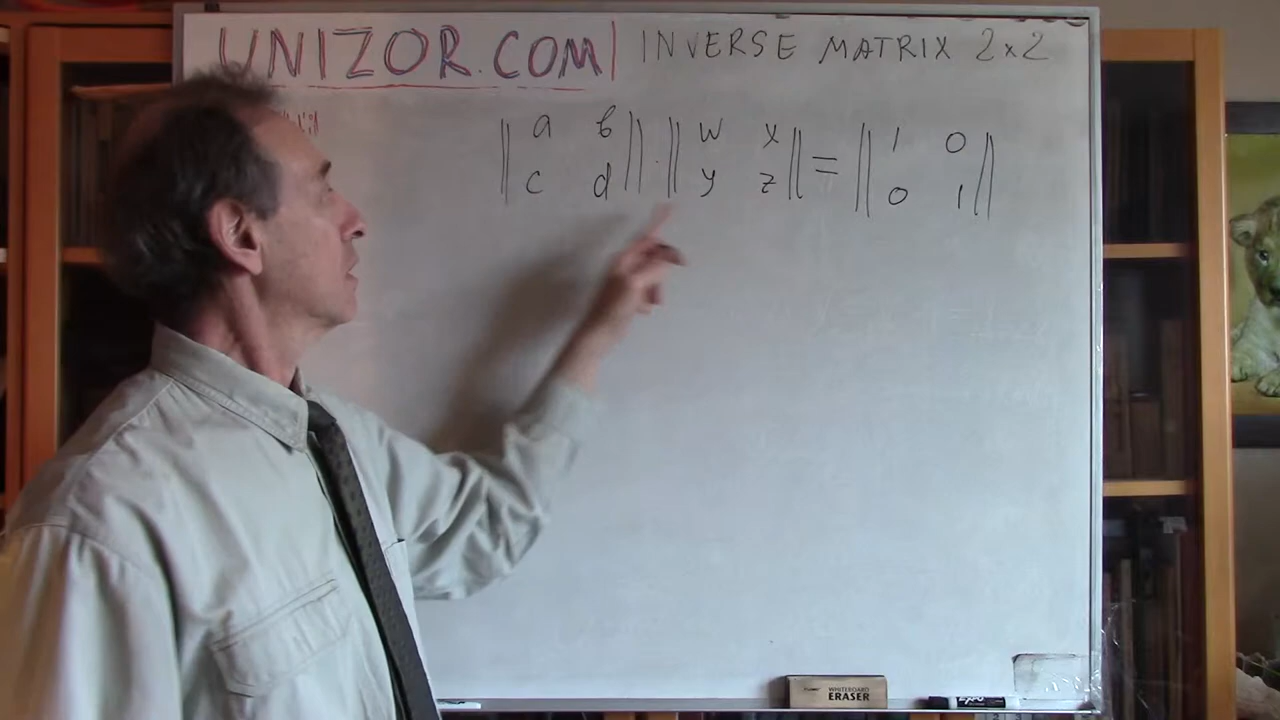 UNIZOR.COM | INVERSE MATRIX 2x2
|| a b || · || w x || = || 1 0 ||
|| c d || || y z || || 0 1 ||
WHITEBOARD
ERASER
EXPO